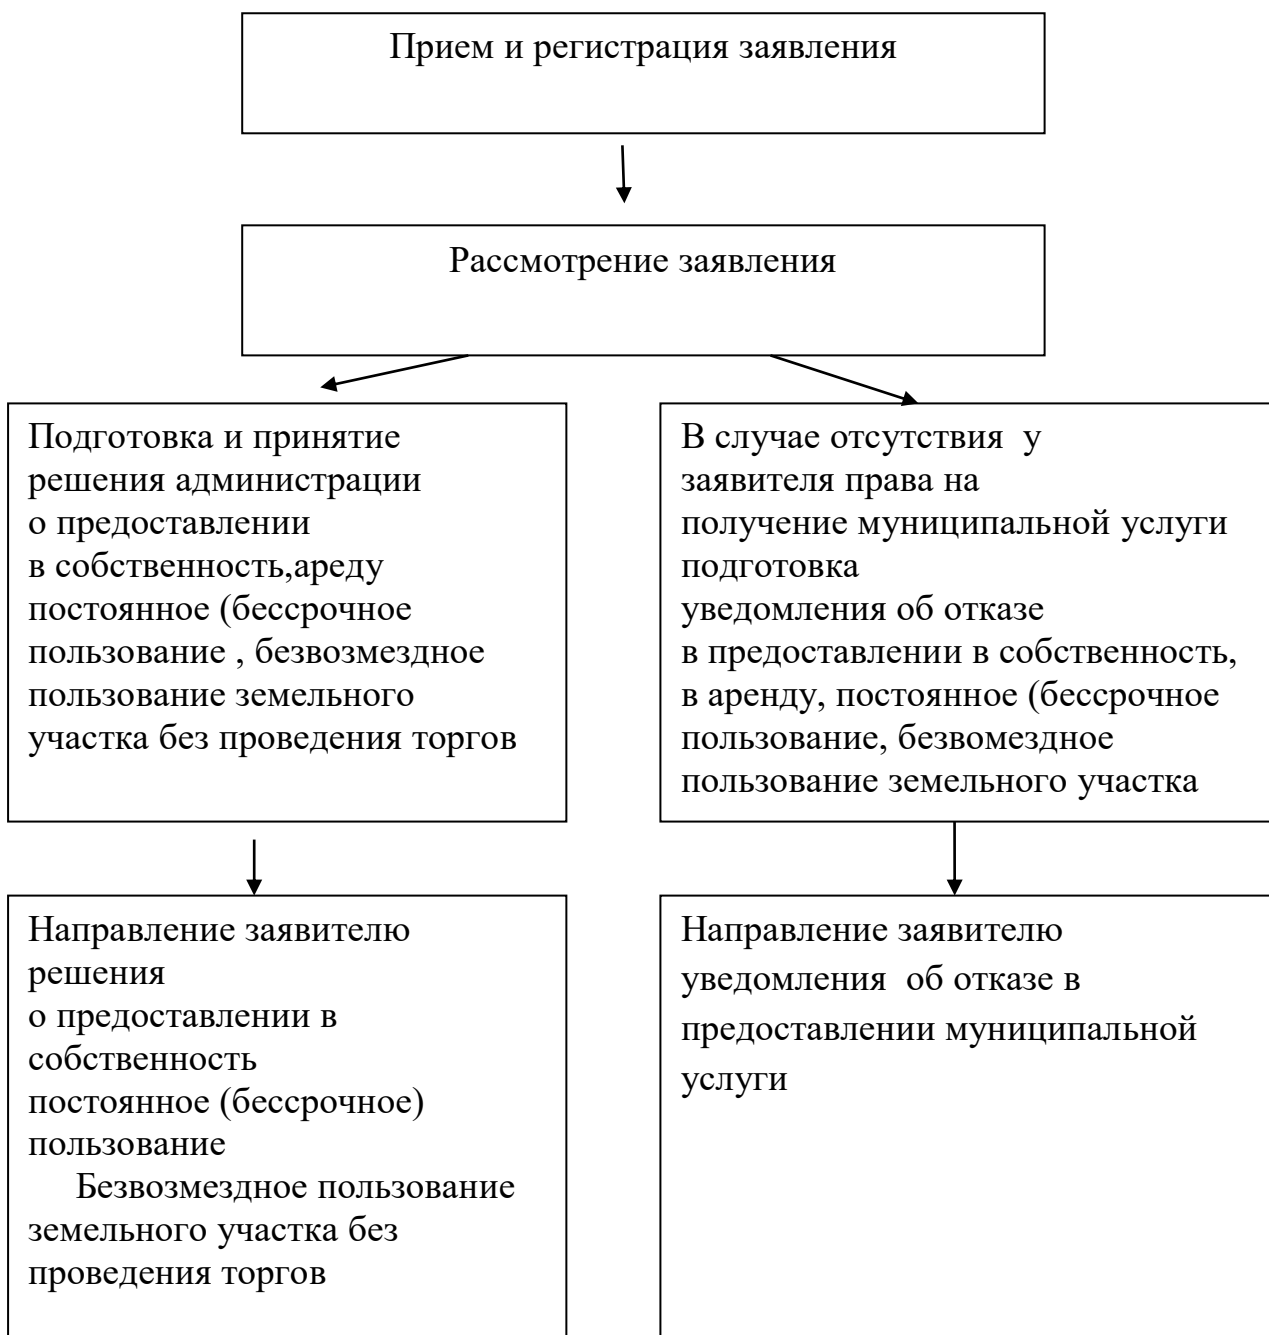 Прием и регистрация заявления
Рассмотрение заявления
Подготовка и принятие
решения администрации
о предоставлении
в собственность,ареду
постоянное (бессрочное
пользование , безвозмездное
пользование земельного
участка без проведения торгов
В случае отсутствия  у
заявителя права на
получение муниципальной услуги
подготовка
уведомления об отказе
в предоставлении в собственность,
в аренду, постоянное (бессрочное
пользование, безвомездное
пользование земельного участка
Направление заявителю
решения
о предоставлении в
собственность
постоянное (бессрочное)
пользование
Безвозмездное пользование
земельного участка без
проведения торгов
Направление заявителю
уведомления  об отказе в
предоставлении муниципальной
услуги